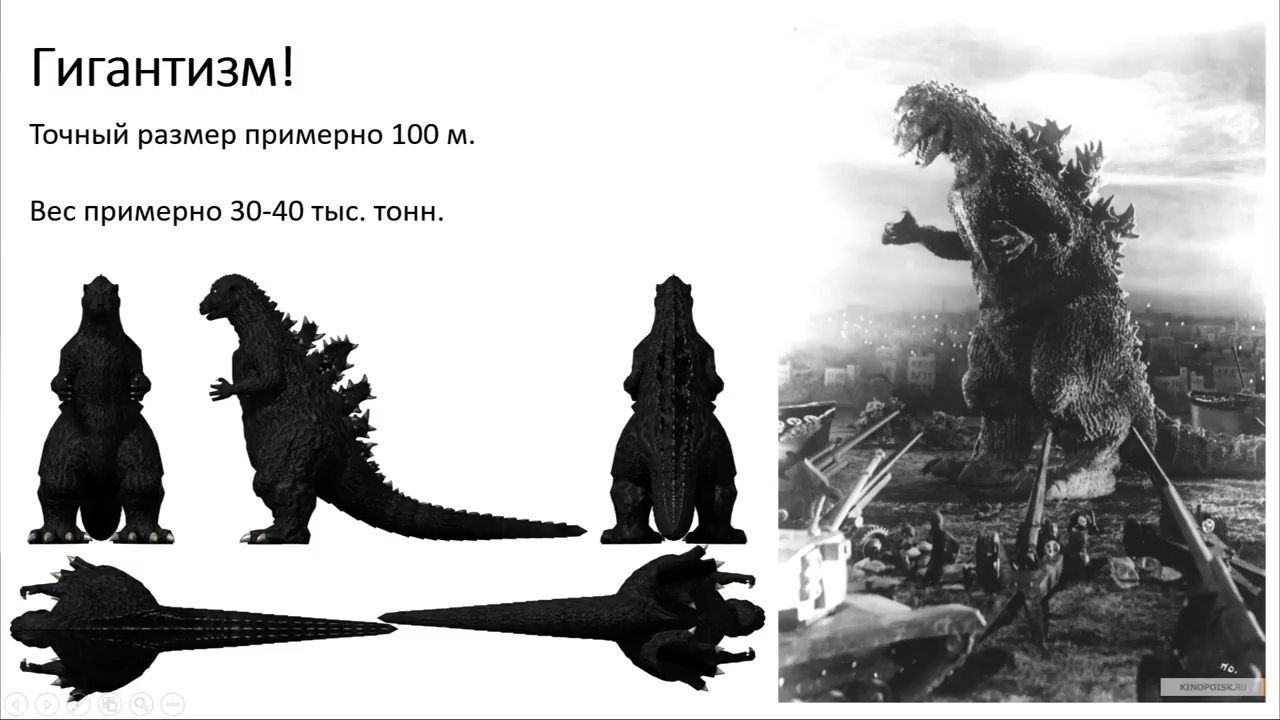 Гигантизм!
Точный размер примерно 100 м.
Вес примерно 30-40 тыс. тонн.
KINOPOISK.RU